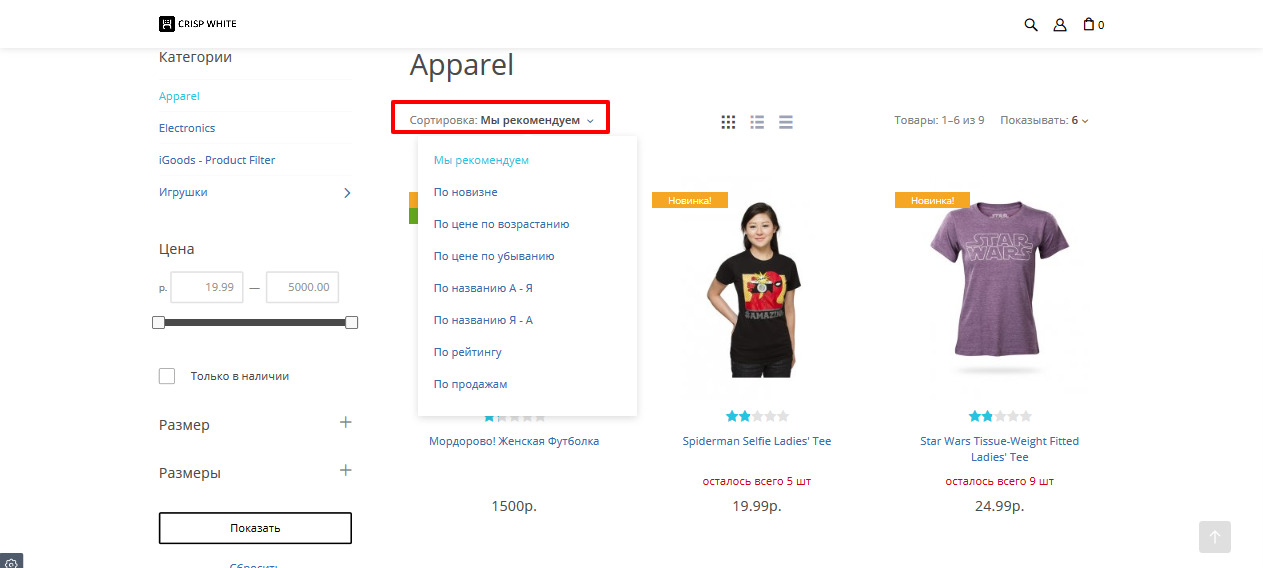 CRISP WHITE
0
Категории
Apparel
Electronics
iGoods - Product Filter
Игрушки
Цена
р. 19.99 — 5000.00
Только в наличии
Размер
Размеры
Показать
Сбросить
Apparel
Сортировка: Мы рекомендуем
Товары: 1–6 из 9 Показывать: 6
Мы рекомендуем
По новизне
По цене по возрастанию
По цене по убыванию
По названию А - Я
По названию Я - А
По рейтингу
По продажам
Мордорово! Женская Футболка
1500р.
Новинка!
Spiderman Selfie Ladies' Tee
осталось всего 5 шт
19.99р.
Новинка!
STAR
WARS
Star Wars Tissue-Weight Fitted
Ladies' Tee
осталось всего 9 шт
24.99р.